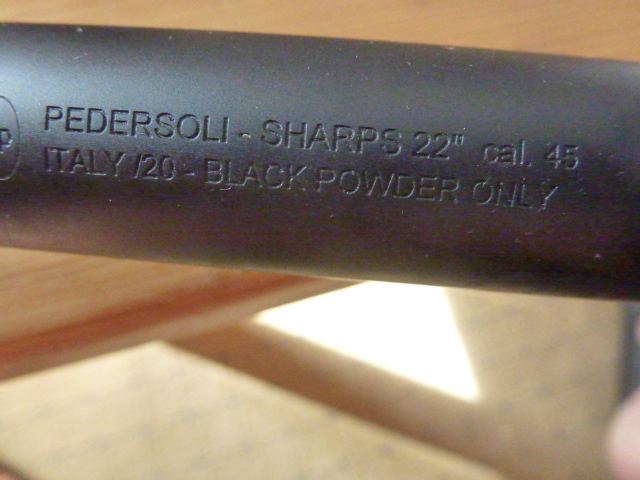 PEDERSOLI - SHARPS 22" cal. 45
ITALY /20 - BLACK POWDER ONLY